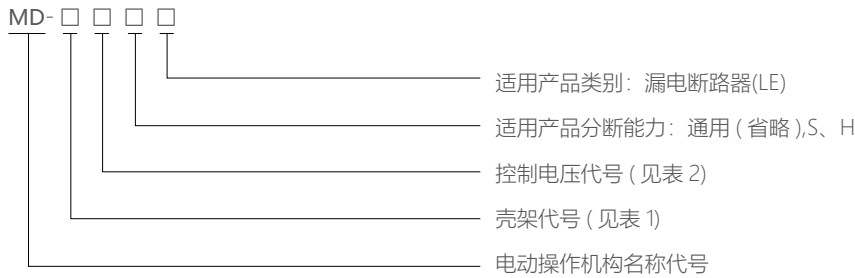 MD-□ □ □ □
适用产品类别：漏电断路器(LE)
适用产品分断能力：通用 ( 省略 ),S、H
控制电压代号 ( 见表 2)
壳架代号 ( 见表 1)
电动操作机构名称代号